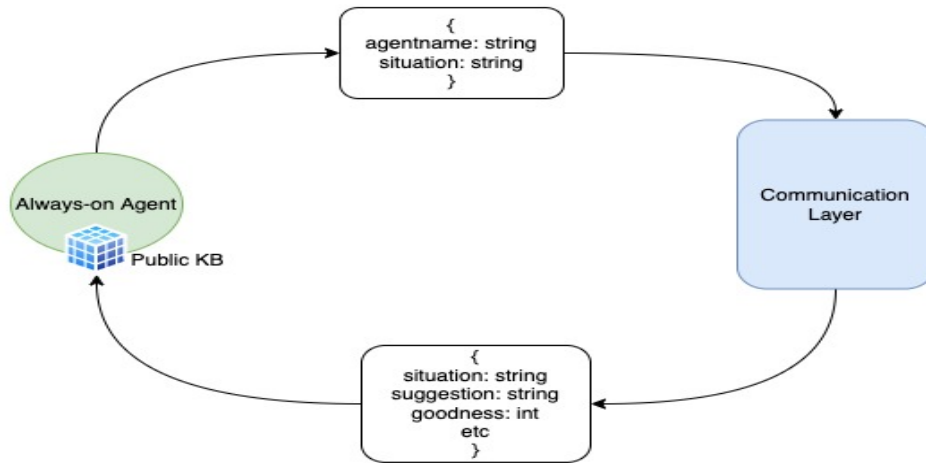 {
agentname: string
situation: string
}
Always-on Agent
Public KB
Communication
Layer
{
situation: string
suggestion: string
goodness: int
etc
}